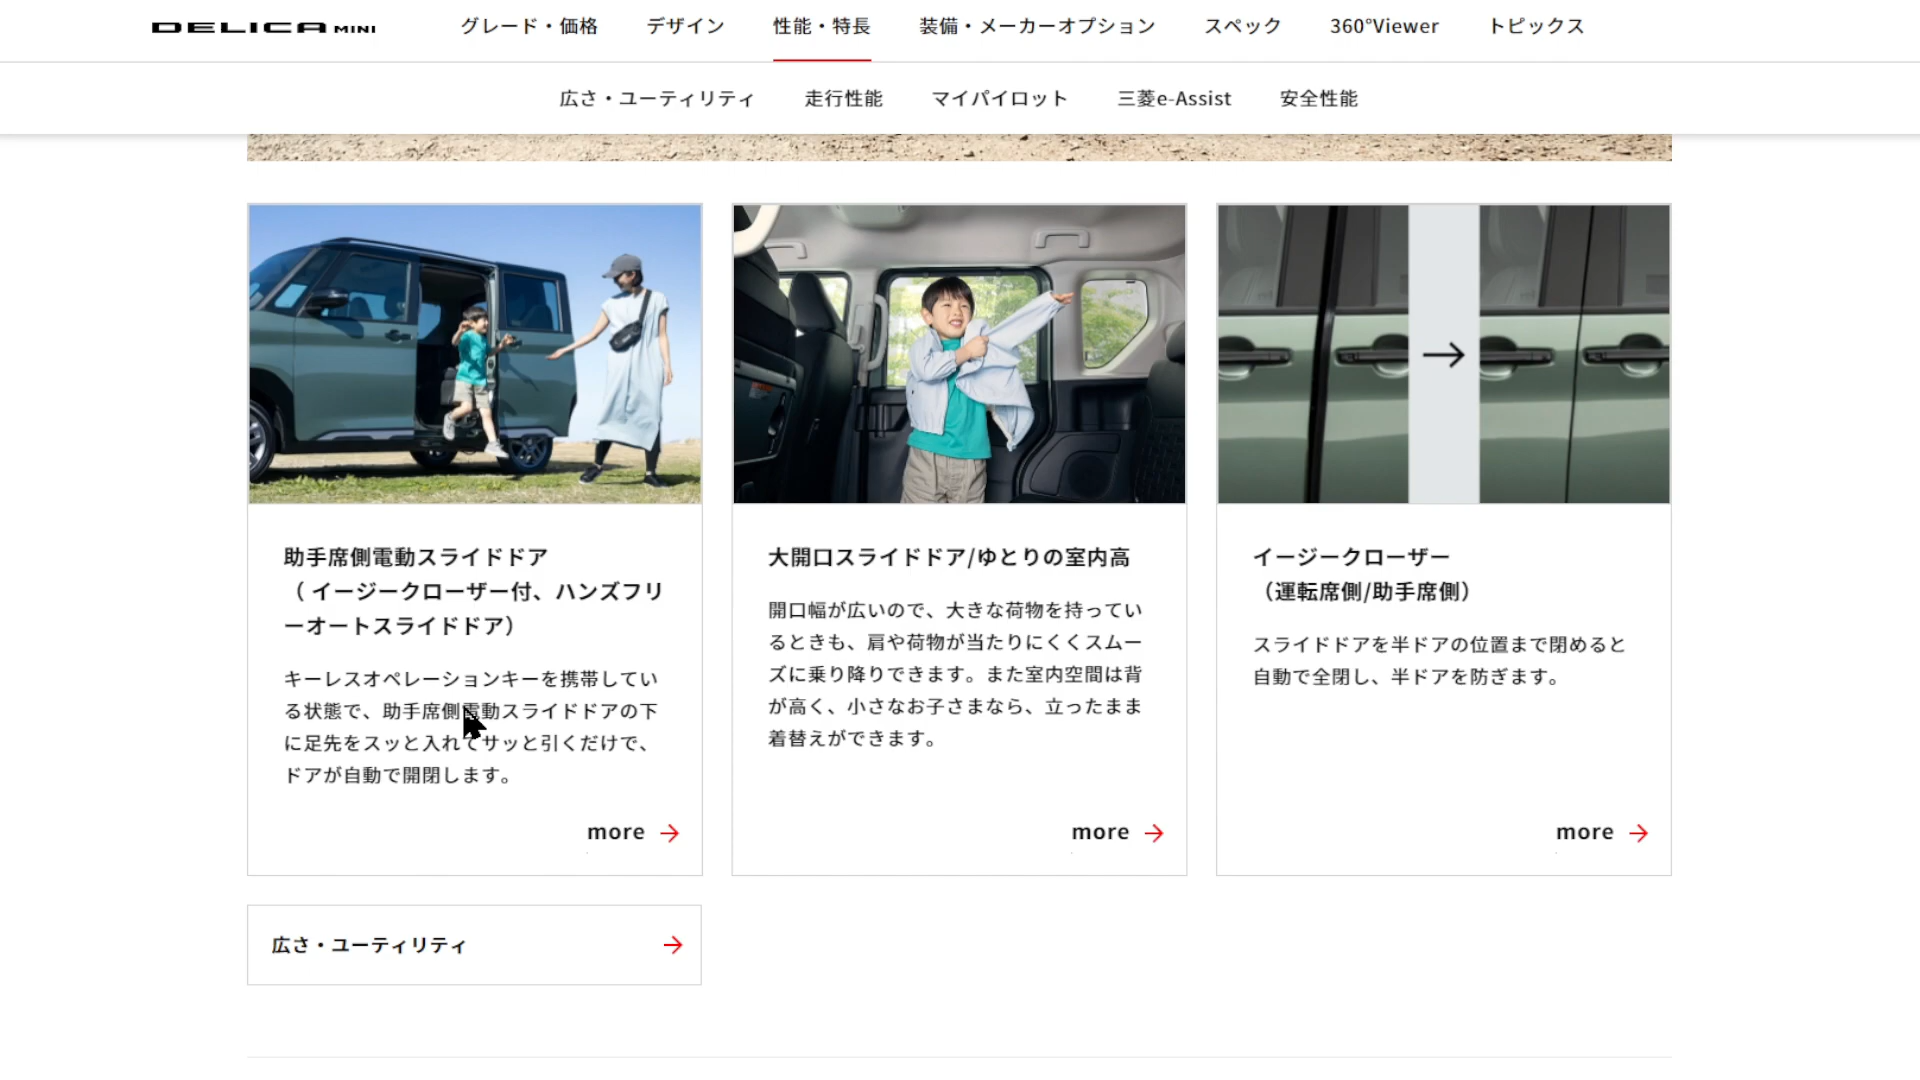 DELICA MINI
グレード・価格
デザイン
性能・特長
装備・メーカーオプション
スペック
360°Viewer
トピックス
広さ・ユーティリティ
走行性能
マイパイロット
三菱e-Assist
安全性能
助手席側電動スライドドア
（ イージークローザー付、ハンズフリ
ーオートスライドドア）
キーレスオペレーションキーを携帯してい
る状態で、助手席側電動スライドドアの下
に足先をスッと入れてサッと引くだけで、
ドアが自動で開閉します。
more
大開口スライドドア/ゆとりの室内高
開口幅が広いので、大きな荷物を持ってい
るときも、肩や荷物が当たりにくくスムー
ズに乗り降りできます。また室内空間は背
が高く、小さなお子さまなら、立ったまま
着替えができます。
more
イージークローザー
（運転席側/助手席側）
スライドドアを半ドアの位置まで閉めると
自動で全閉し、半ドアを防ぎます。
more
広さ・ユーティリティ